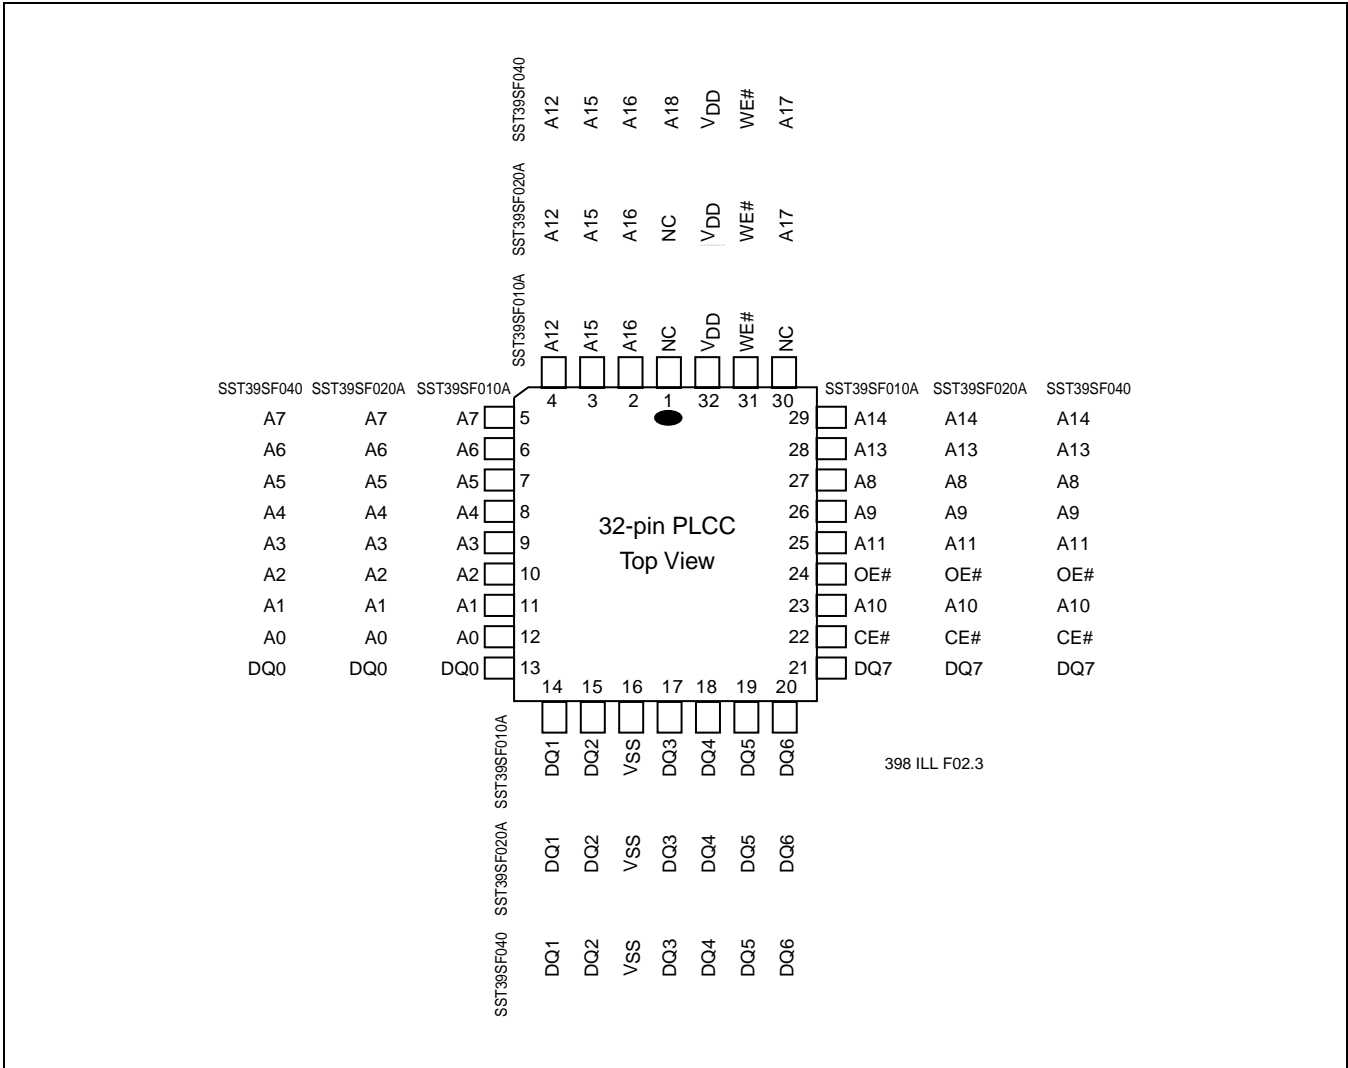 SST39SF040 A12 A15 A16 A18 VDD WE# A17
SST39SF020A A12 A15 A16 NC VDD WE# A17
SST39SF010A A12 A15 A16 NC VDD WE# NC
SST39SF040 SST39SF020A SST39SF010A SST39SF010A SST39SF020A SST39SF040
4 3 2 1 32 31 30
A7 A7 A7 5 29 A14 A14 A14
A6 A6 A6 6 28 A13 A13 A13
A5 A5 A5 7 27 A8 A8 A8
A4 A4 A4 8 26 A9 A9 A9
32-pin PLCC
A3 A3 A3 9 25 A11 A11 A11
Top View
A2 A2 A2 10 24 OE# OE# OE#
A1 A1 A1 11 23 A10 A10 A10
A0 A0 A0 12 22 CE# CE# CE#
DQ0 DQ0 DQ0 13 21 DQ7 DQ7 DQ7
14 15 16 17 18 19 20
SST39SF010A DQ1 DQ2 VSS DQ3 DQ4 DQ5 DQ6
398 ILL F02.3
SST39SF020A DQ1 DQ2 VSS DQ3 DQ4 DQ5 DQ6
SST39SF040 DQ1 DQ2 VSS DQ3 DQ4 DQ5 DQ6